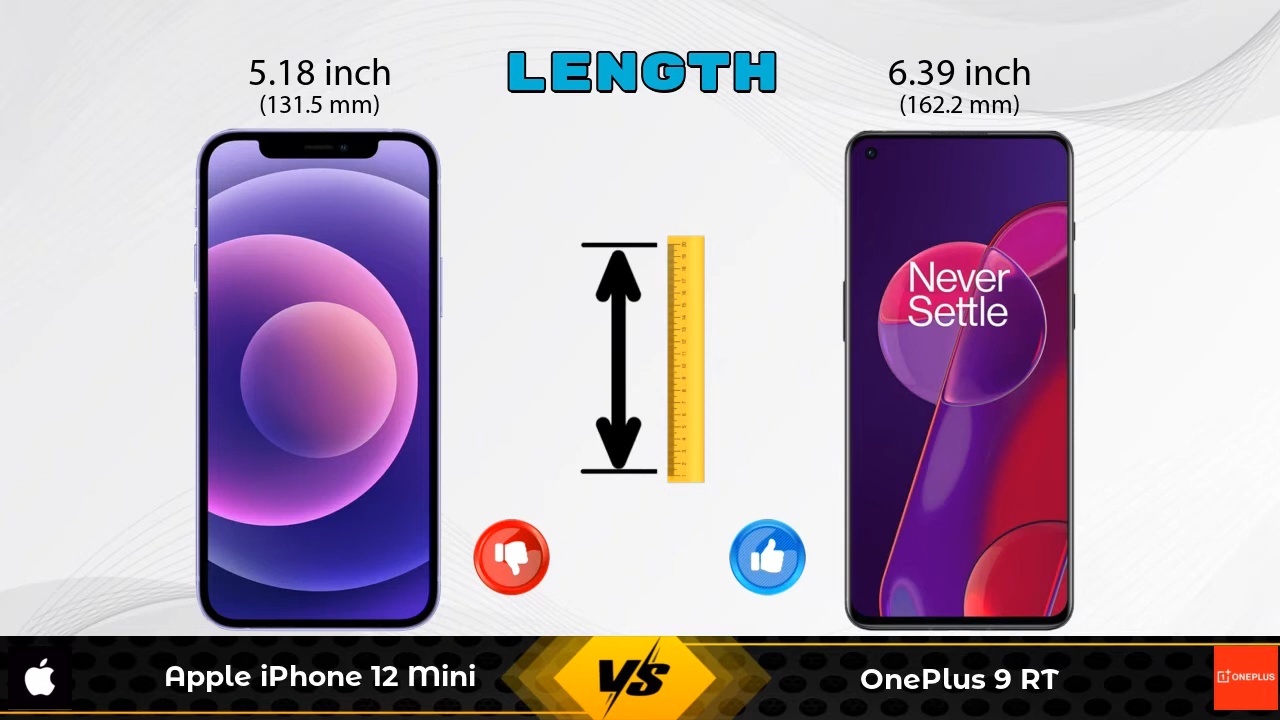 LENGTH
5.18 inch
(131.5 mm)
6.39 inch
(162.2 mm)
Never
Settle
Apple iPhone 12 Mini
VS
OnePlus 9 RT
1+ ONEPLUS